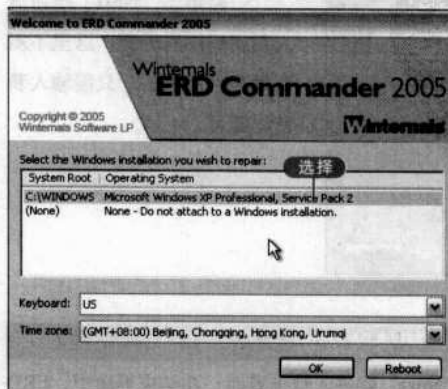 Welcome to ERD Commander 2005
Winternals
ERD Commander 2005
Copyright © 2005
Winternals Software LP
Winternals
Select the Windows installation you wish to repair:
选择
System Root Operating System
C:\WINDOWS Microsoft Windows XP Professional, Service Pack 2
(None) None - Do not attach to a Windows installation.
Keyboard: US
Time zone: (GMT+08:00) Beijing, Chongqing, Hong Kong, Urumqi
OK Reboot